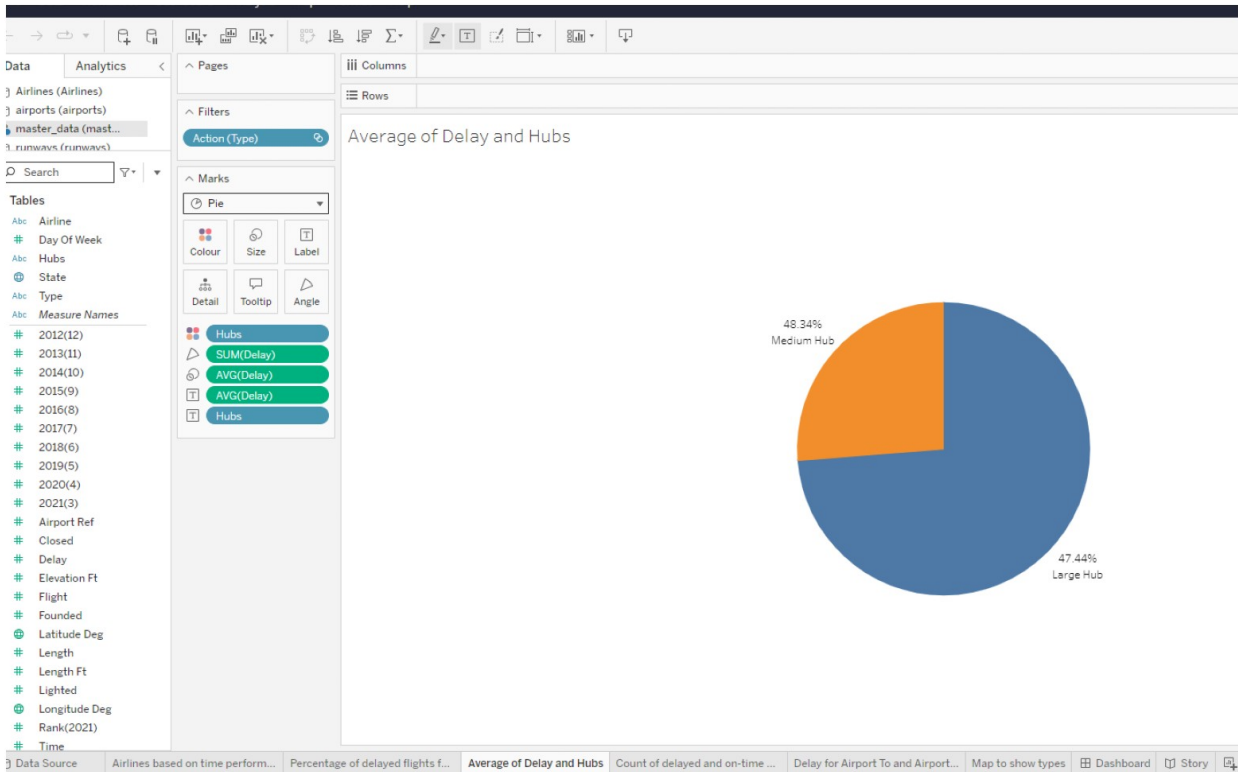 Data
Analytics
Airlines (Airlines)
airports (airports)
master_data (mast...
runways (runways)
Search
Tables
Abc Airline
# Day Of Week
Abc Hubs
State
Abc Type
Abc Measure Names
# 2012(12)
# 2013(11)
# 2014(10)
# 2015(9)
# 2016(8)
# 2017(7)
# 2018(6)
# 2019(5)
# 2020(4)
# 2021(3)
# Airport Ref
# Closed
# Delay
# Elevation Ft
# Flight
# Founded
Latitude Deg
# Length
# Length Ft
# Lighted
Longitude Deg
# Rank(2021)
# Time
Pages
Filters
Action (Type)
Marks
Pie
Colour Size Label
Detail Tooltip Angle
Hubs
SUM(Delay)
AVG(Delay)
T AVG(Delay)
T Hubs
Columns
Rows
Average of Delay and Hubs
48.34%
Medium Hub
47.44%
Large Hub
Data Source Airlines based on time perform... Percentage of delayed flights f... Average of Delay and Hubs Count of delayed and on-time ... Delay for Airport To and Airport... Map to show types Dashboard Story